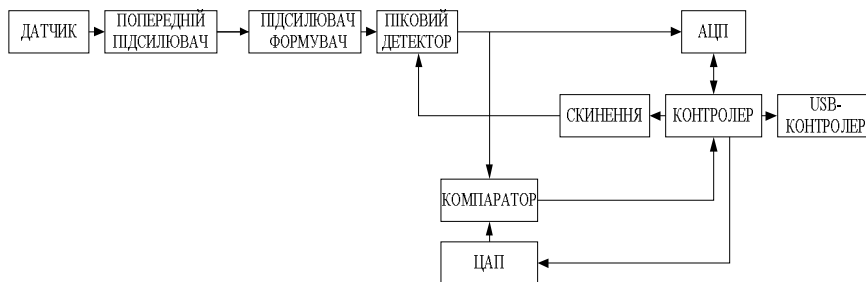 ДАТЧИК
ПОПЕРЕДНІЙ
ПІДСИЛЮВАЧ
ПІДСИЛЮВАЧ
ФОРМУВАЧ
ПІКОВИЙ
ДЕТЕКТОР
АЦП
СКИНЕННЯ
КОНТРОЛЕР
USB-
КОНТРОЛЕР
КОМПАРАТОР
ЦАП